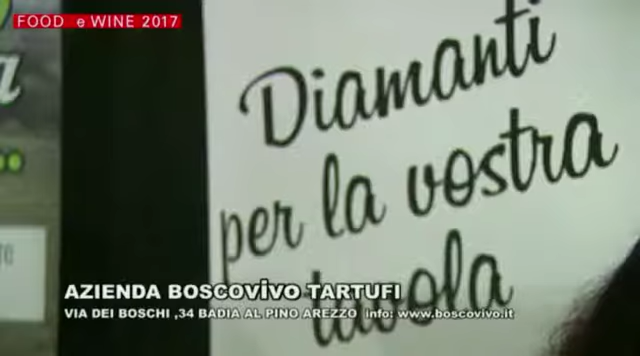 FOOD e WINE 2017
Diamanti
per la vostra
tavola
AZIENDA BOSCOVIVO TARTUFI
VIA DEI BOSCHI ,34 BADIA AL PINO AREZZO info: www.boscovivo.it